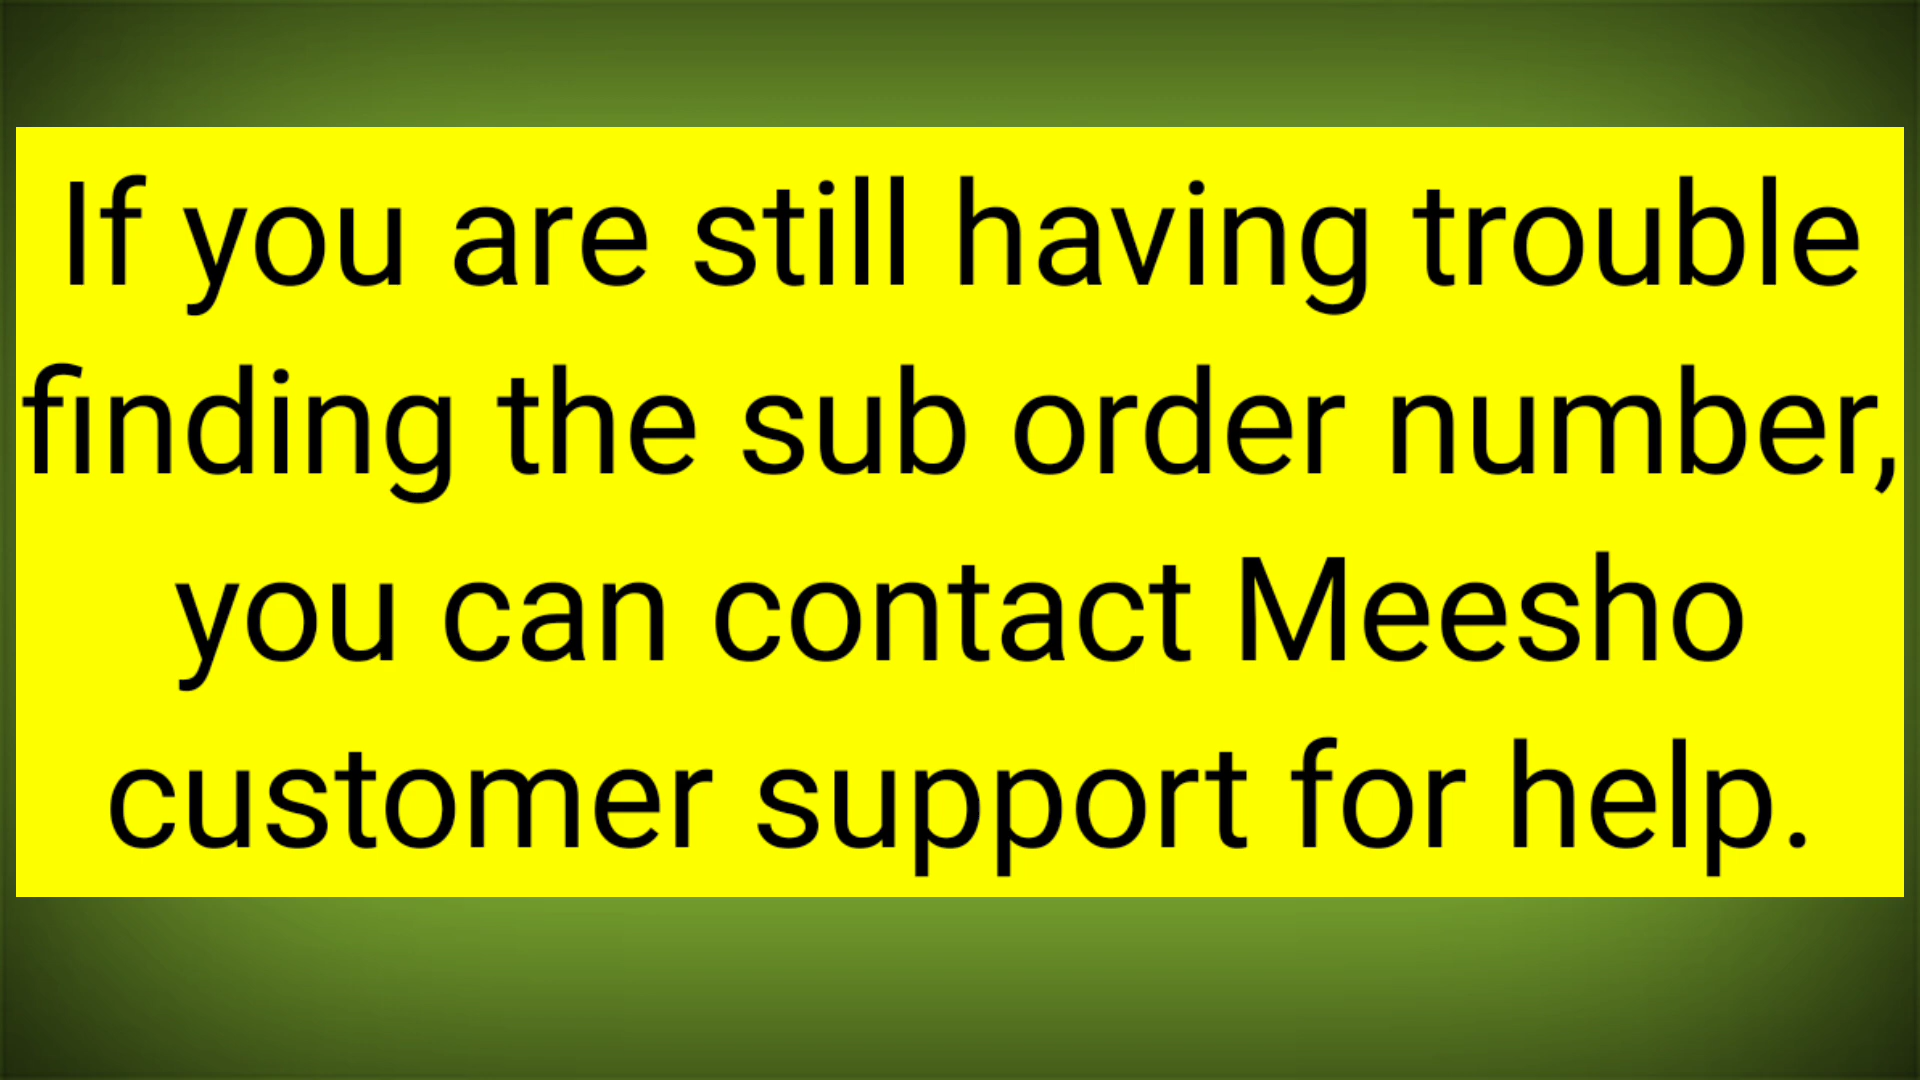 If you are still having trouble
finding the sub order number,
you can contact Meesho
customer support for help.